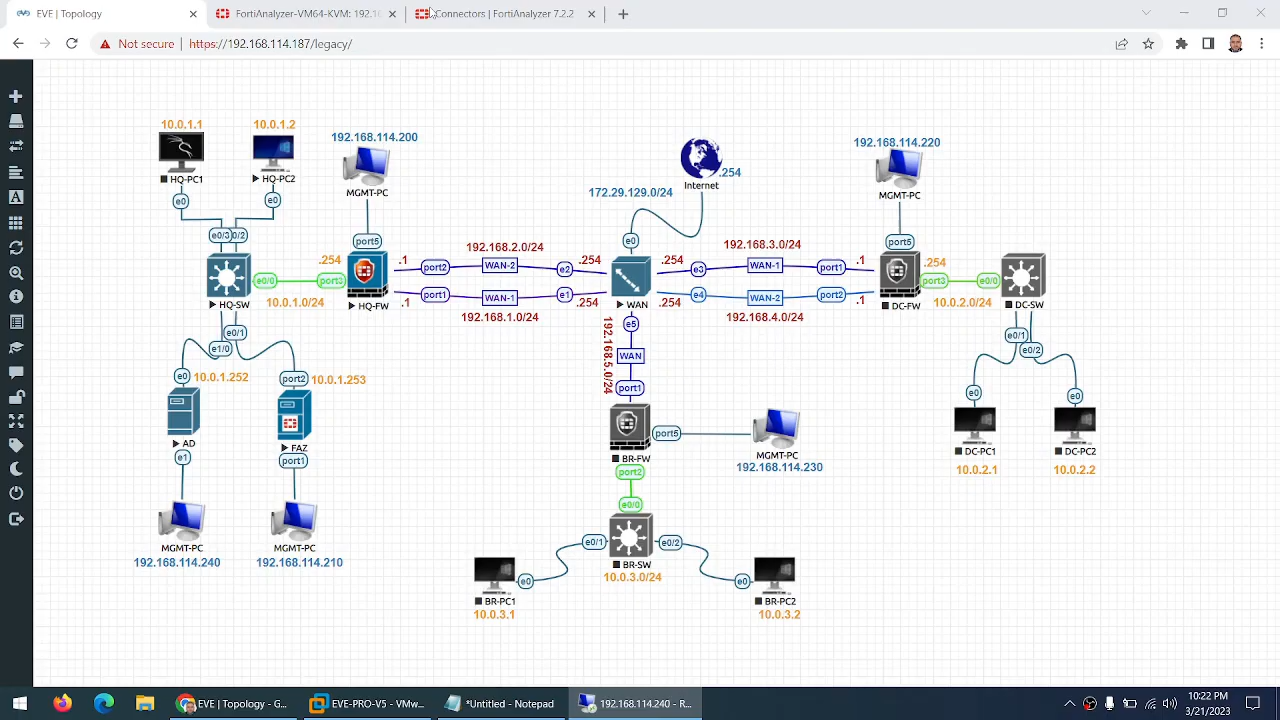 EVE | Topology
FortiAnalyzer-VM64-KVM: 192.16
Connectors | FortiAnalyzer 7.2.2
Not secure
https://192.168.114.187/legacy/
10.0.1.1
10.0.1.2
192.168.114.200
192.168.114.220
HQ-PC1
HQ-PC2
MGMT-PC
Internet
.254
172.29.129.0/24
MGMT-PC
e0
e0
e0/3
0/2
port5
e0
port5
192.168.2.0/24
192.168.3.0/24
.254
.1
port2
WAN-2
e2
.254
.254
e3
WAN-1
port1
.1
.254
e0/0
port3
port3
e0/0
10.0.1.0/24
.1
port1
WAN-1
e1
.254
.254
e4
WAN-2
port2
.1
10.0.2.0/24
HQ-SW
HQ-FW
WAN
DC-FW
DC-SW
192.168.1.0/24
192.168.4.0/24
e0/1
e1/0
e5
192.168.5.0/24
WAN
port1
e0/1
e0/2
e0
10.0.1.252
port2
10.0.1.253
e0
e0
AD
FAZ
port5
BR-FW
MGMT-PC
192.168.114.230
DC-PC1
DC-PC2
10.0.2.1
10.0.2.2
e1
port1
port2
e0/0
MGMT-PC
MGMT-PC
192.168.114.240
192.168.114.210
e0/1
e0/2
BR-SW
10.0.3.0/24
e0
e0
BR-PC1
BR-PC2
10.0.3.1
10.0.3.2
EVE | Topology - G...
EVE-PRO-V5 - VMw...
*Untitled - Notepad
192.168.114.240 - R...
10:22 PM
3/21/2023